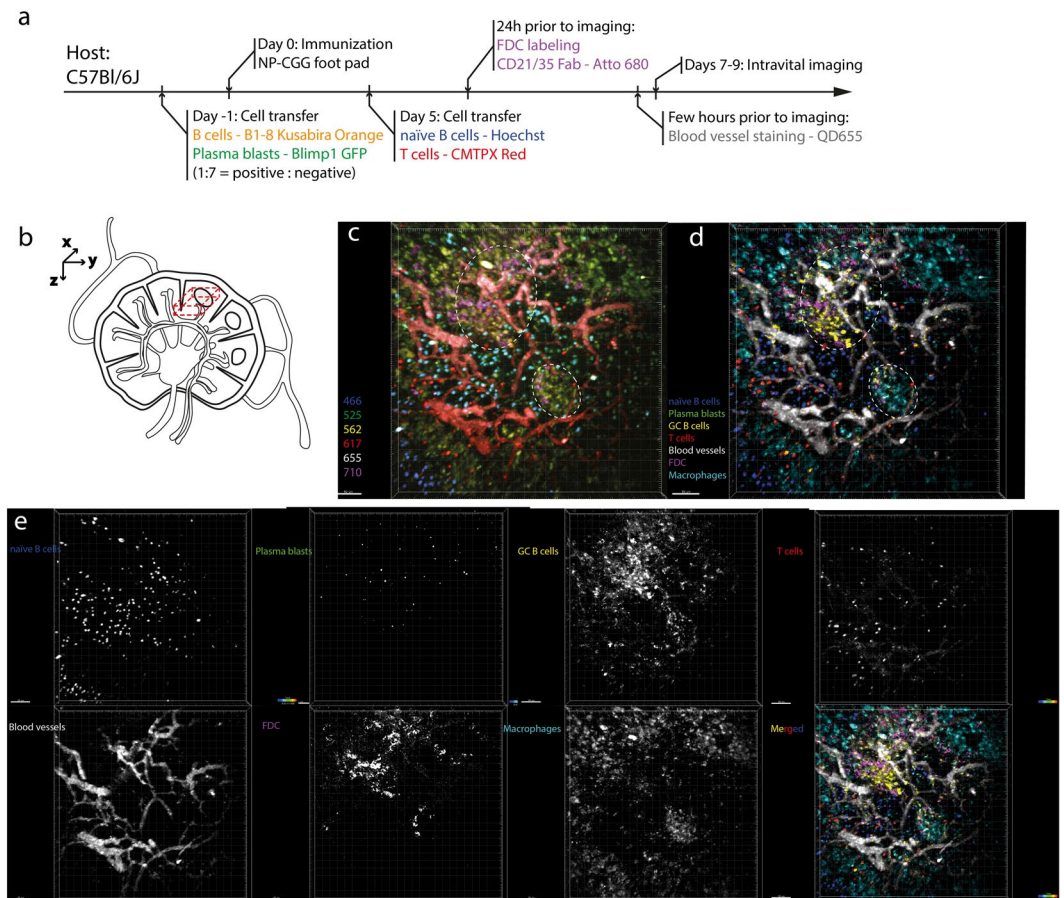 a
Host:
C57Bl/6J
Day 0: Immunization
NP-CGG foot pad
24h prior to imaging:
FDC labeling
CD21/35 Fab - Atto 680
Days 7-9: Intravital imaging
Day -1: Cell transfer
B cells - B1-8 Kusabira Orange
Plasma blasts - Blimp1 GFP
(1:7 = positive : negative)
Day 5: Cell transfer
naïve B cells - Hoechst
T cells - CMTPX Red
Few hours prior to imaging:
Blood vessel staining - QD655
b
x
y
z
c
466
525
562
617
655
710
d
naïve B cells
Plasma blasts
GC B cells
T cells
Blood vessels
FDC
Macrophages
e
naïve B cells
Plasma blasts
GC B cells
T cells
Blood vessels
FDC
Macrophages
Merged